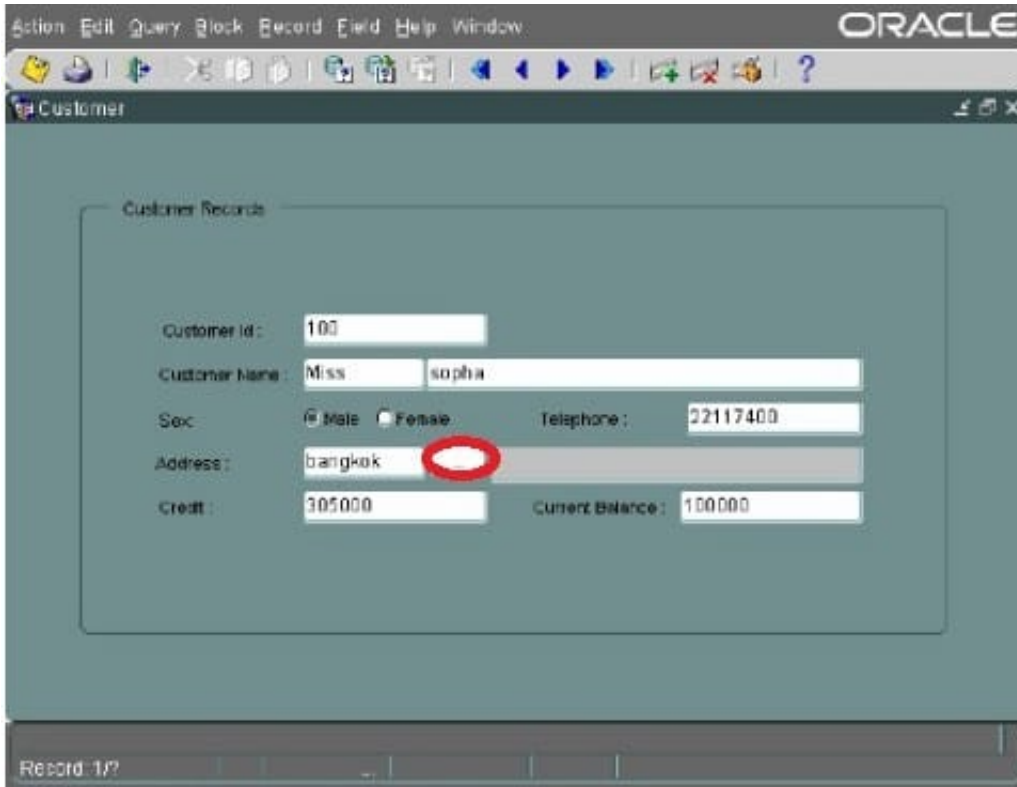 Action Edit Query Block Record Field Help Window ORACLE
?
Customer
Customer Records
Customer Id : 100
Customer Name : Miss sopha
Sex: Male Female Telephone : 22117400
Address : bangkok ...
Credit : 305000 Current Balance : 100000
Record: 1/? ...